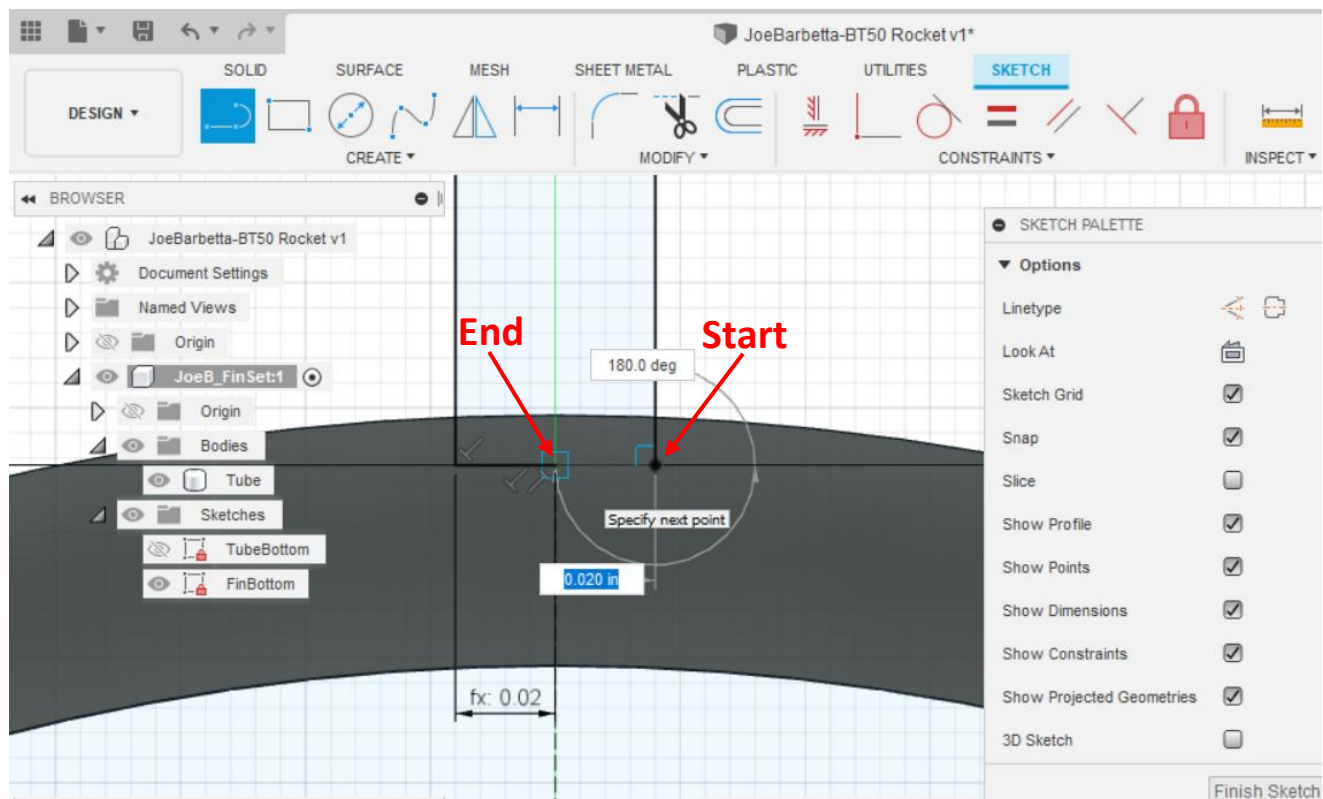 JoeBarbetta-BT50 Rocket v1*
SOLID SURFACE MESH SHEET METAL PLASTIC UTILITIES SKETCH
DESIGN
CREATE MODIFY CONSTRAINTS INSPECT
BROWSER
JoeBarbetta-BT50 Rocket v1
Document Settings
Named Views
Origin
JoeB_FinSet:1
Origin
Bodies
Tube
Sketches
TubeBottom
FinBottom
End
Start
180.0 deg
Specify next point
0.020 in
fx: 0.02
SKETCH PALETTE
Options
Linetype
Look At
Sketch Grid
Snap
Slice
Show Profile
Show Points
Show Dimensions
Show Constraints
Show Projected Geometries
3D Sketch
Finish Sketch